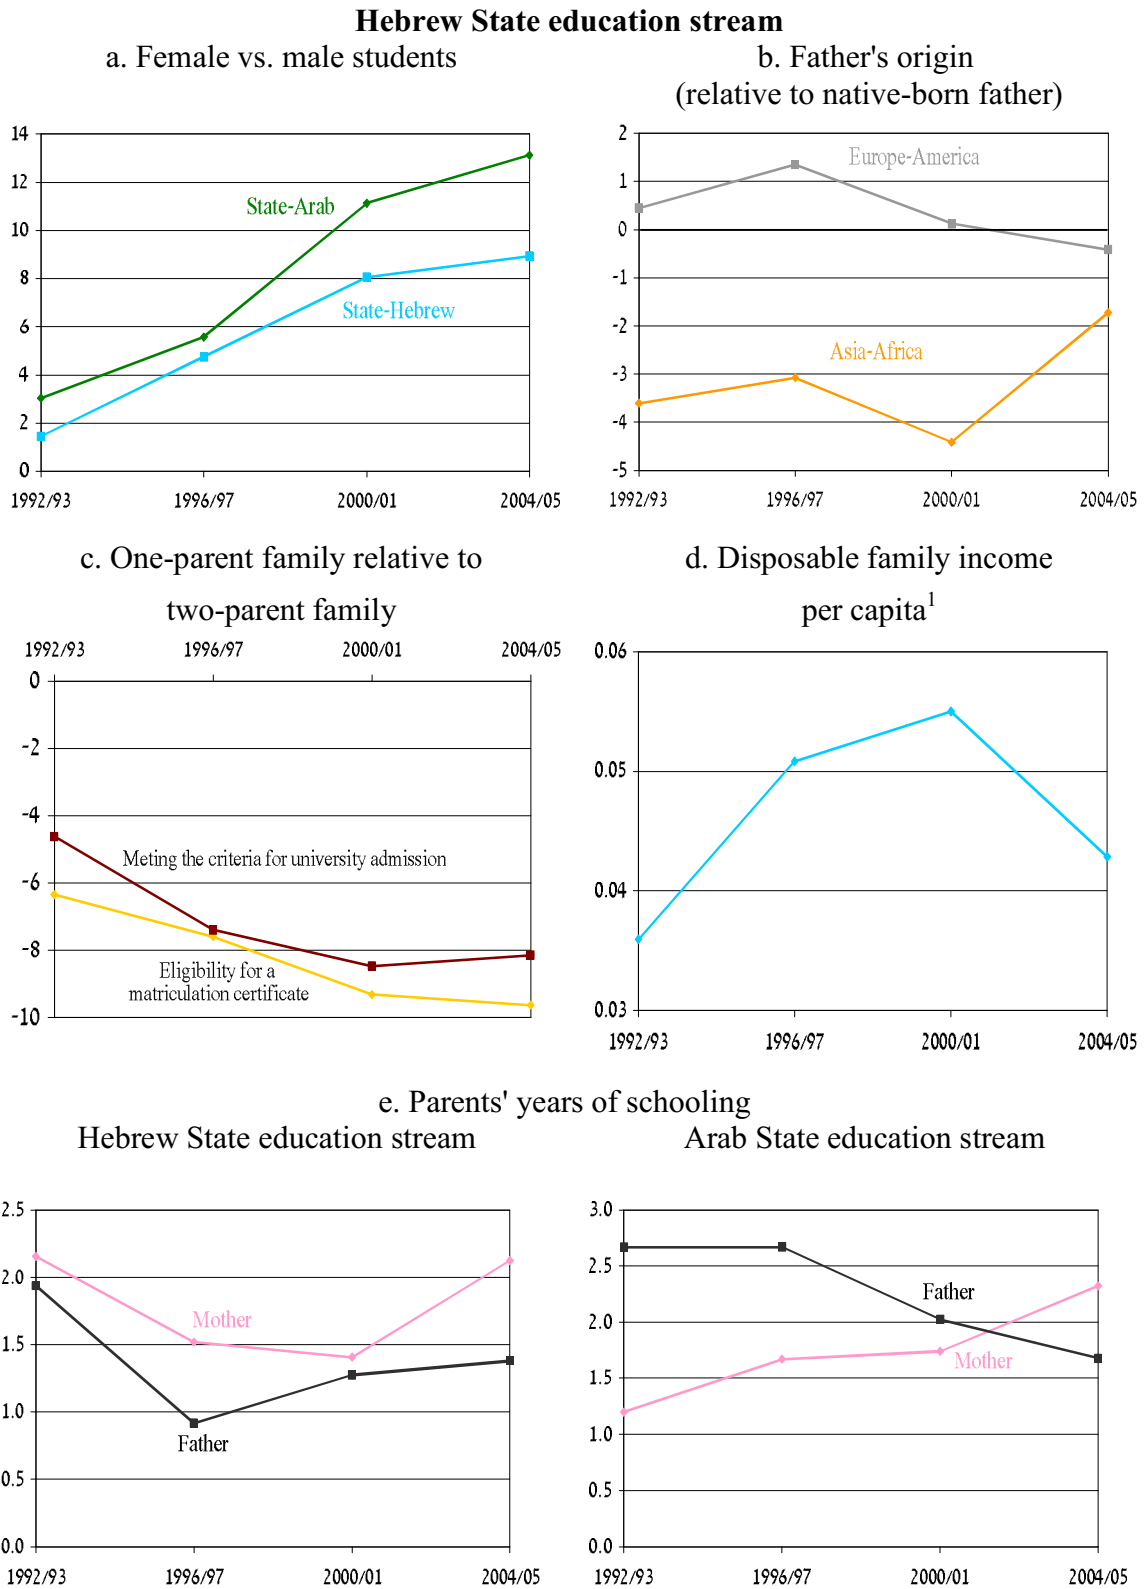 Hebrew State education stream
a. Female vs. male students
b. Father's origin
(relative to native-born father)
14
12
10
8
6
4
2
0
State-Arab
State-Hebrew
1992/93
1996/97
2000/01
2004/05
2
1
0
-1
-2
-3
-4
-5
Europe-America
Asia-Africa
1992/93
1996/97
2000/01
2004/05
c. One-parent family relative to
two-parent family
1992/93
1996/97
2000/01
2004/05
0
-2
-4
-6
-8
-10
Meting the criteria for university admission
Eligibility for a
matriculation certificate
d. Disposable family income
per capita1
0.06
0.05
0.04
0.03
1992/93
1996/97
2000/01
2004/05
e. Parents' years of schooling
Hebrew State education stream
2.5
2.0
1.5
1.0
0.5
0.0
Mother
Father
1992/93
1996/97
2000/01
2004/05
Arab State education stream
3.0
2.5
2.0
1.5
1.0
0.5
0.0
Father
Mother
1992/93
1996/97
2000/01
2004/05